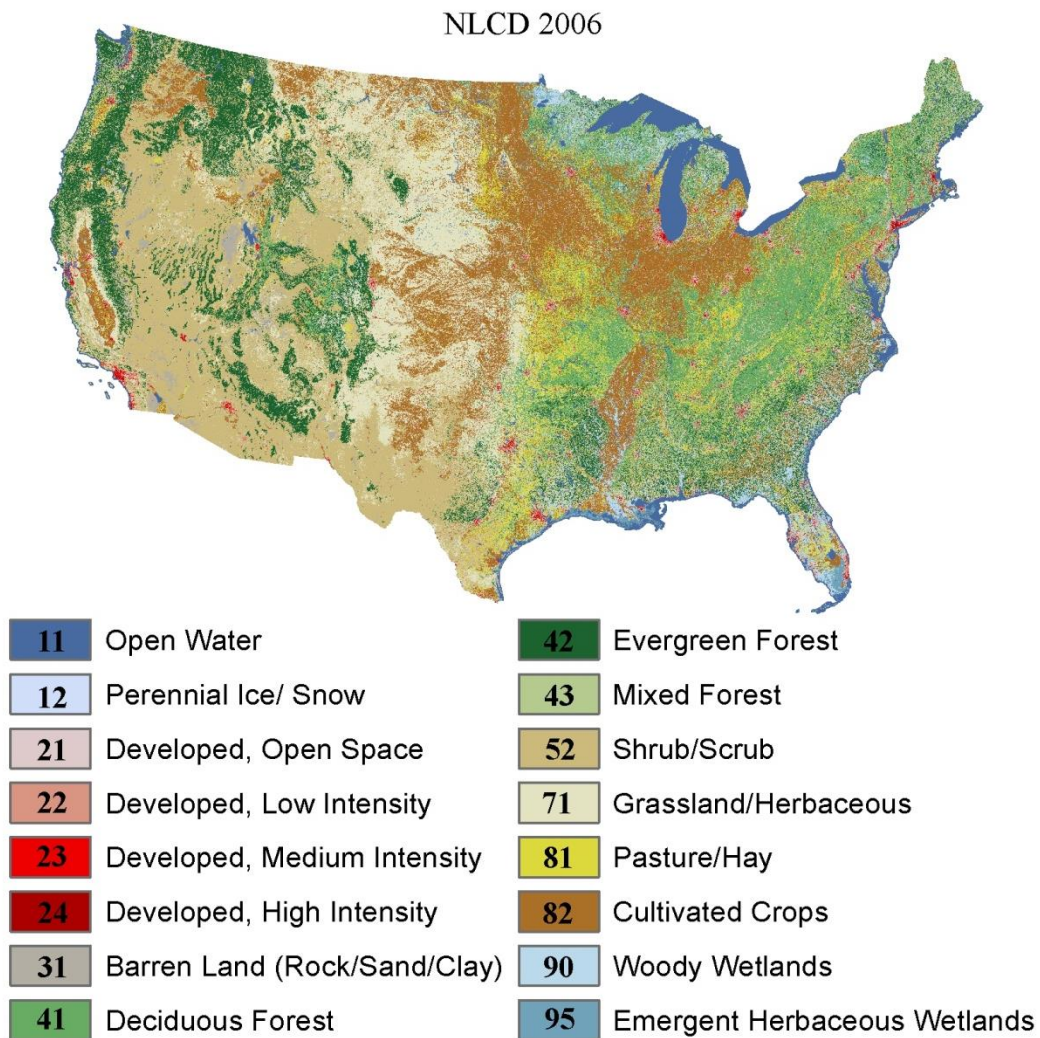 NLCD 2006
11 Open Water
12 Perennial Ice/ Snow
21 Developed, Open Space
22 Developed, Low Intensity
23 Developed, Medium Intensity
24 Developed, High Intensity
31 Barren Land (Rock/Sand/Clay)
41 Deciduous Forest
42 Evergreen Forest
43 Mixed Forest
52 Shrub/Scrub
71 Grassland/Herbaceous
81 Pasture/Hay
82 Cultivated Crops
90 Woody Wetlands
95 Emergent Herbaceous Wetlands